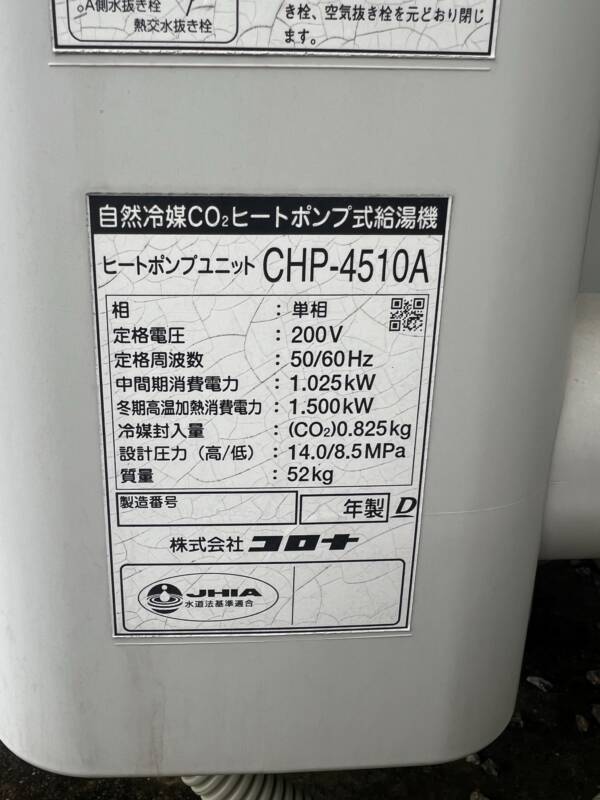 A側水抜き栓
熱交水抜き栓
き栓、空気抜き栓を元どおり閉じ
ます。
自然冷媒CO₂ヒートポンプ式給湯機
ヒートポンプユニット CHP-4510A
相 : 単相
定格電圧 : 200V
定格周波数 : 50/60Hz
中間期消費電力 : 1.025kW
冬期高温加熱消費電力 : 1.500kW
冷媒封入量 : (CO₂)0.825kg
設計圧力(高/低) : 14.0/8.5MPa
質量 : 52kg
製造番号 年製 D
株式会社 コロナ
JHIA
水道法基準適合